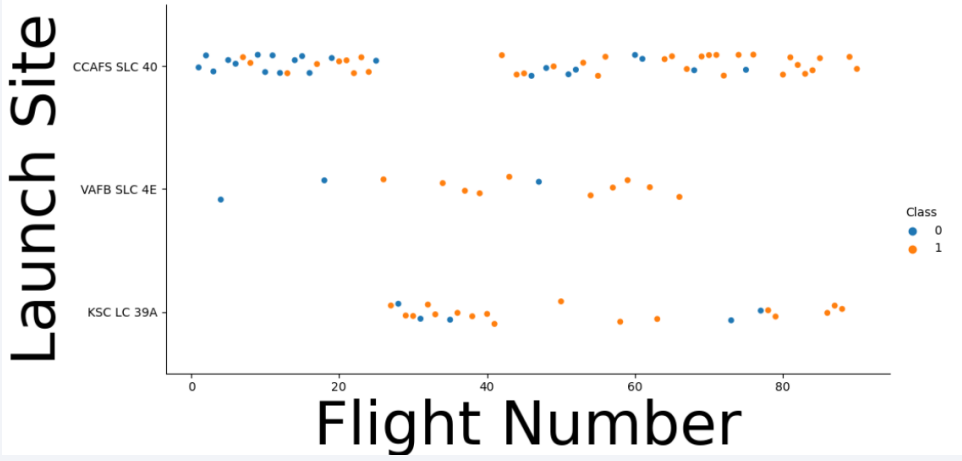 Launch Site
CCAFS SLC 40
VAFB SLC 4E
KSC LC 39A
0 20 40 60 80
Flight Number
Class
0
1